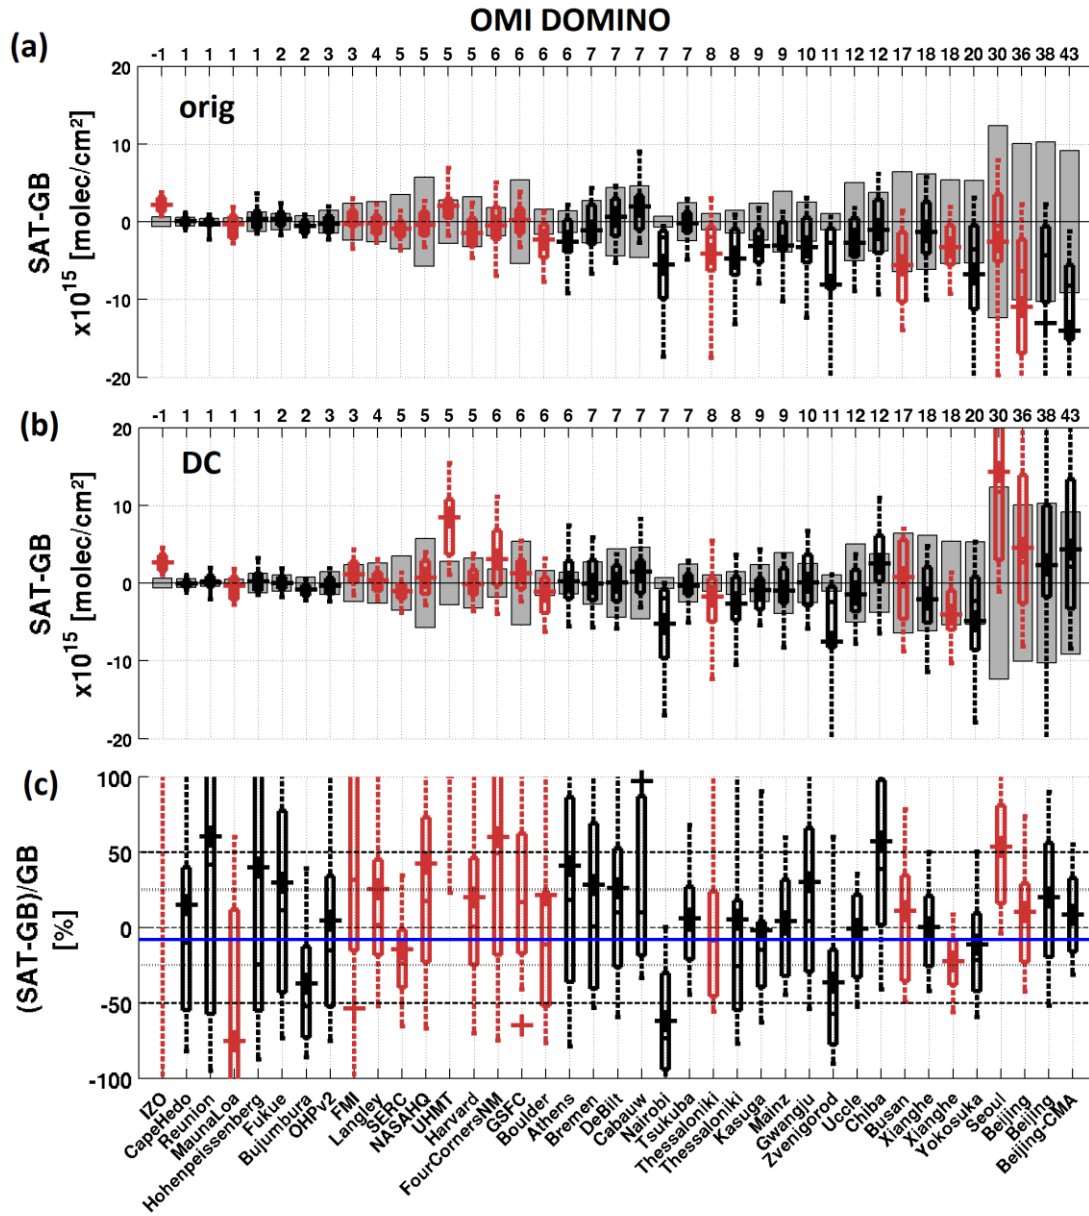 OMI DOMINO
(a)
-1 1 1 1 1 2 2 3 3 4 5 5 5 5 6 6 6 6 7 7 7 7 7 8 8 9 9 10 11 12 12 17 18 18 20 30 36 38 43
orig
20
10
0
-10
-20
SAT-GB
x10¹⁵ [molec/cm²]
(b)
-1 1 1 1 1 2 2 3 3 4 5 5 5 5 6 6 6 6 7 7 7 7 7 8 8 9 9 10 11 12 12 17 18 18 20 30 36 38 43
DC
20
10
0
-10
-20
SAT-GB
x10¹⁵ [molec/cm²]
(c)
100
50
0
-50
-100
(SAT-GB)/GB
[%]
IZO
CapeHedo
Reunion
MaunaLoa
Hohenpeissenberg
Fukue
Bujumbura
OHPv2
FMI
Langley
SERC
NASAHQ
UHMT
Harvard
FourCornersNM
GSFC
Boulder
Athens
Bremen
DeBilt
Cabauw
Nairobi
Tsukuba
Thessaloniki
Thessaloniki
Kasuga
Mainz
Gwangju
Zvenigorod
Uccle
Chiba
Busan
Xianghe
Xianghe
Yokosuka
Seoul
Beijing
Beijing
Beijing-CMA